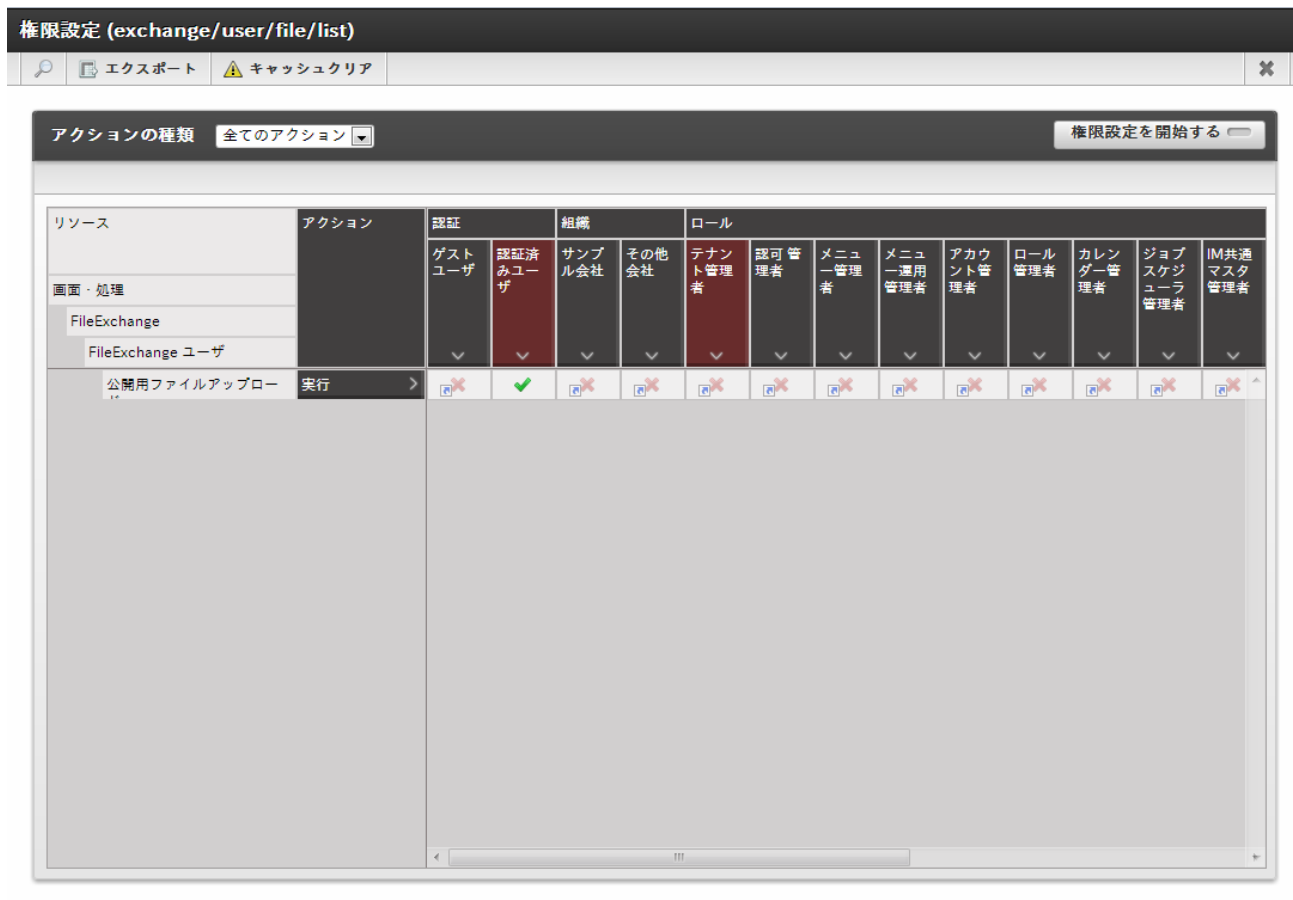 権限設定 (exchange/user/file/list)
エクスポート
キャッシュクリア
アクションの種類
全てのアクション
権限設定を開始する
リソース
アクション
認証
組織
ロール
ゲスト
ユーザ
認証済
みユー
ザ
サンプ
ル会社
その他
会社
テナン
ト管理
者
認可 管
理者
メニュ
ー管理
者
メニュ
ー運用
管理者
アカウ
ント管
理者
ロール
管理者
カレン
ダー管
理者
ジョブ
スケジ
ューラ
管理者
IM共通
マスタ
管理者
画面・処理
FileExchange
FileExchange ユーザ
公開用ファイルアップロー
実行